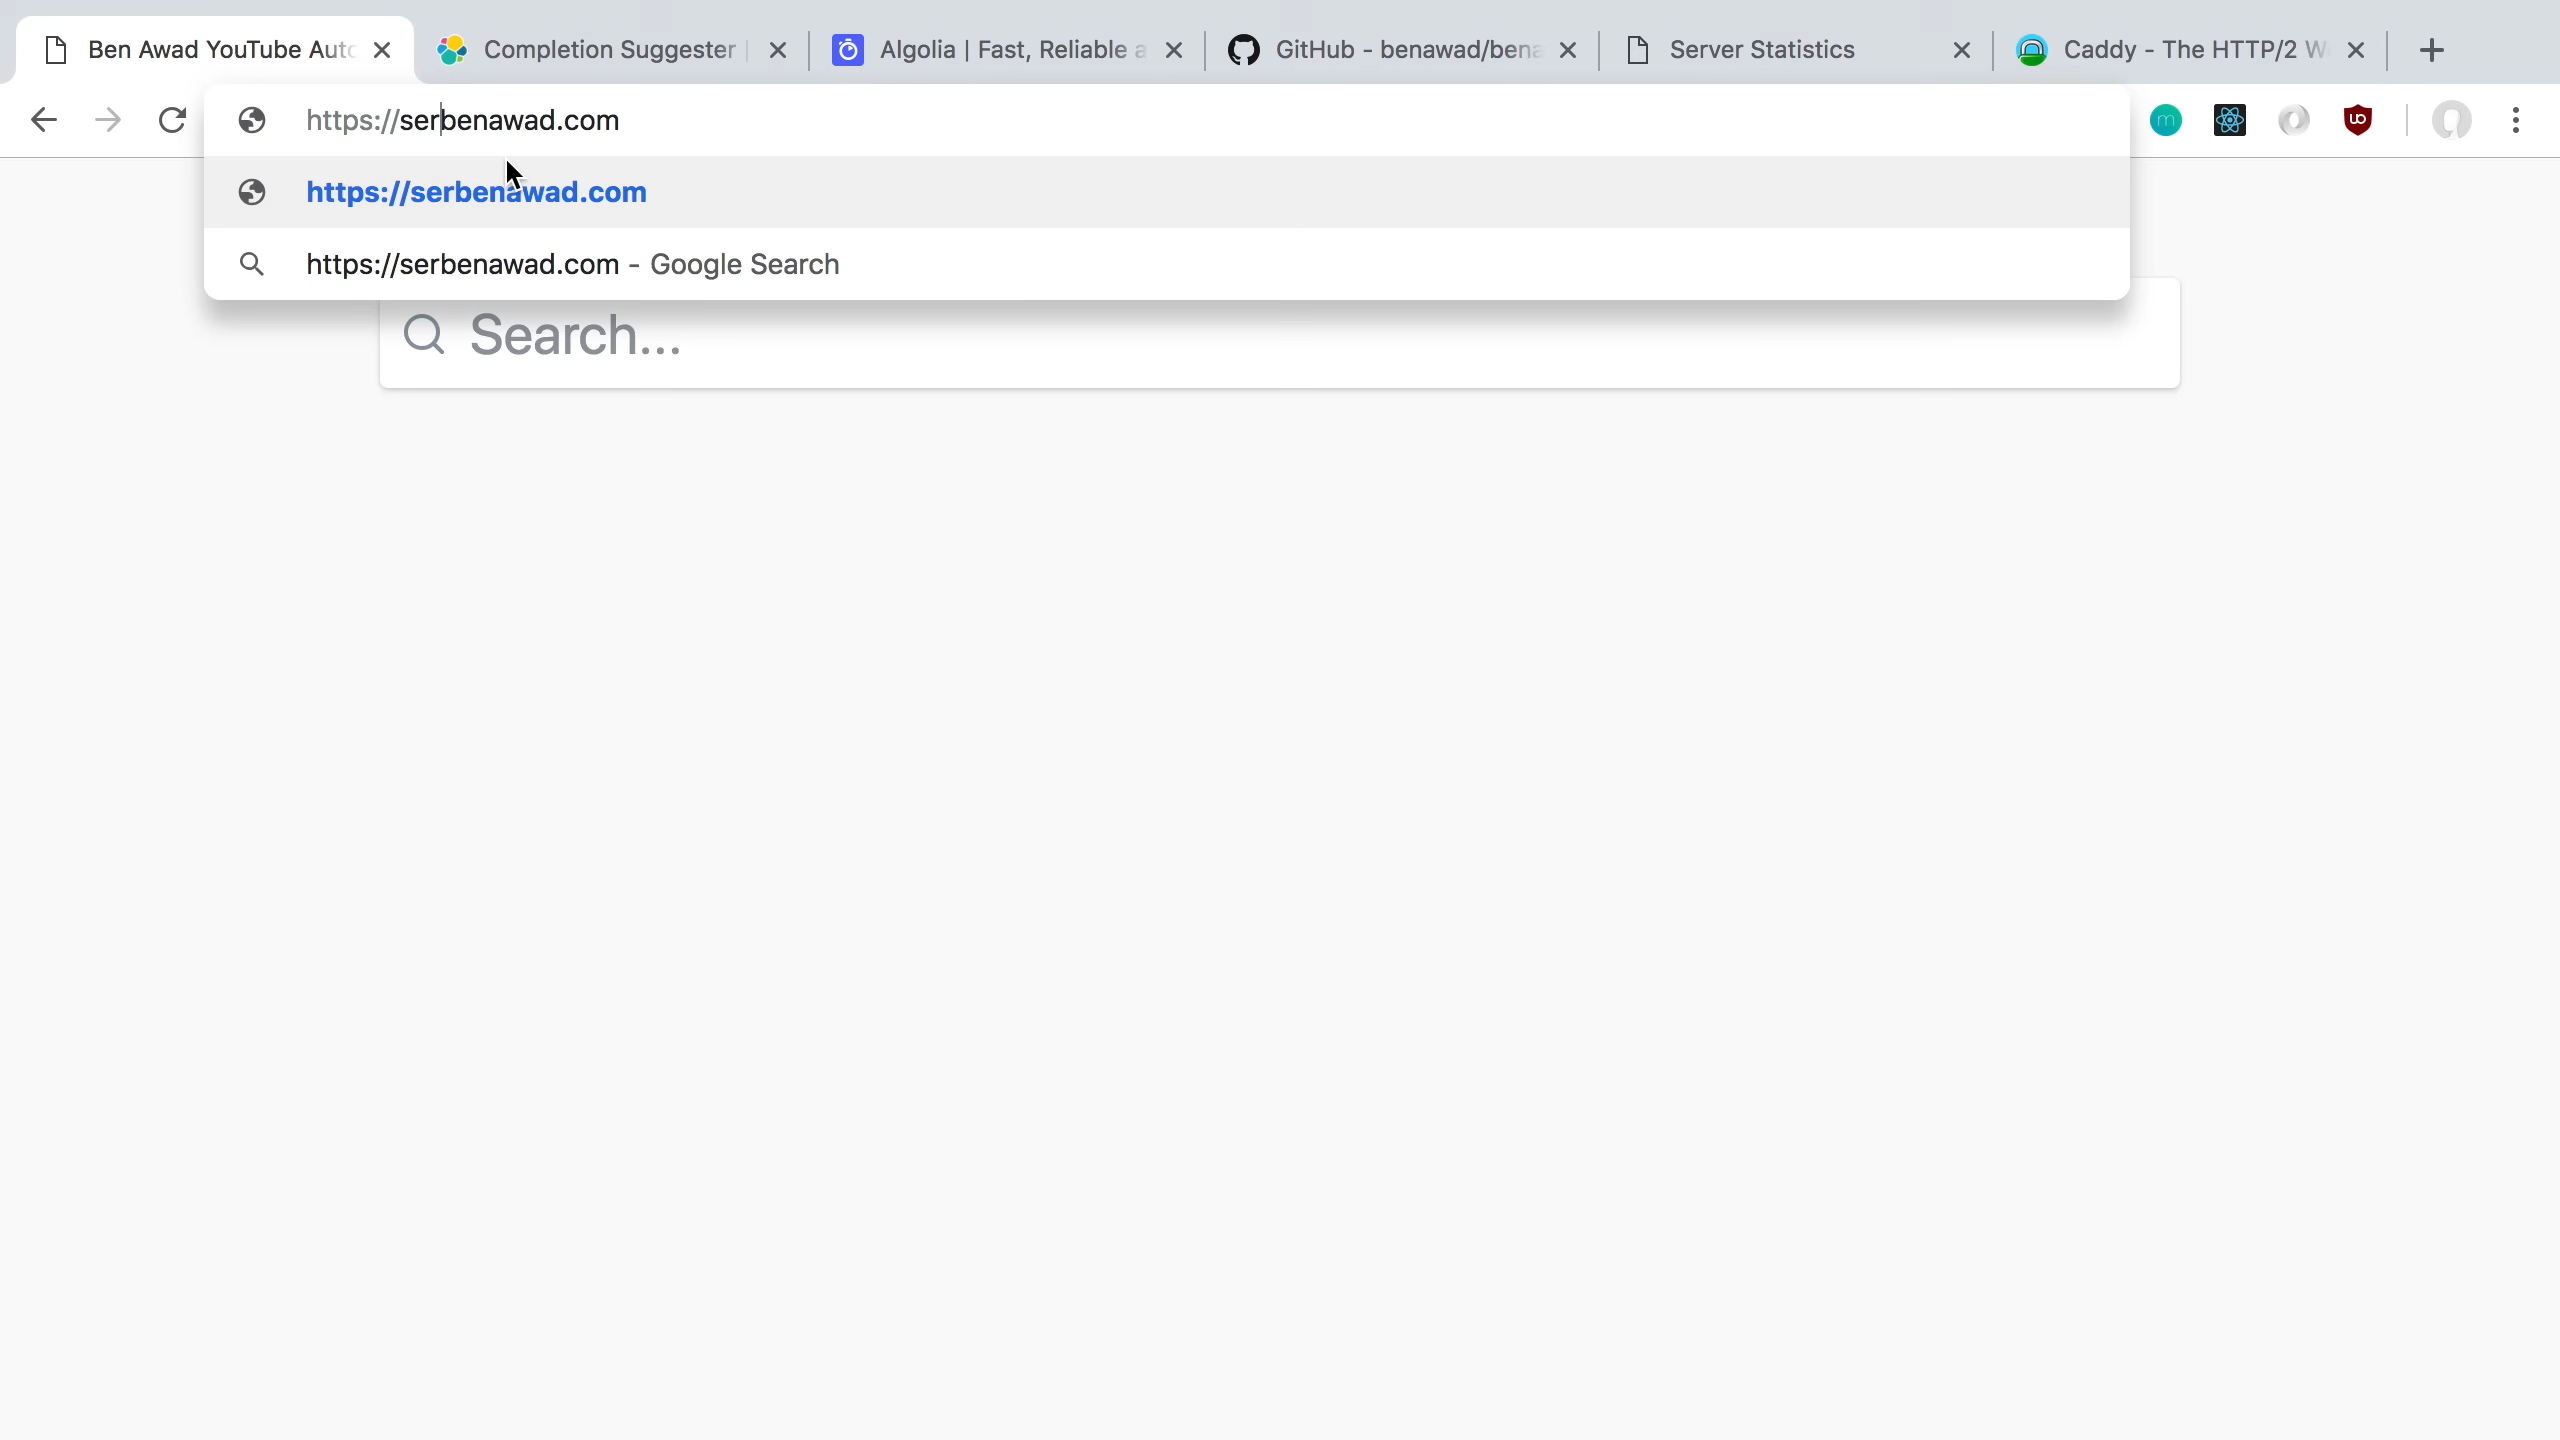 Ben Awad YouTube Auto
Completion Suggester |
Algolia | Fast, Reliable a
GitHub - benawad/bena
Server Statistics
Caddy - The HTTP/2 W
https://serbenawad.com
https://serbenawad.com
https://serbenawad.com - Google Search
Search...